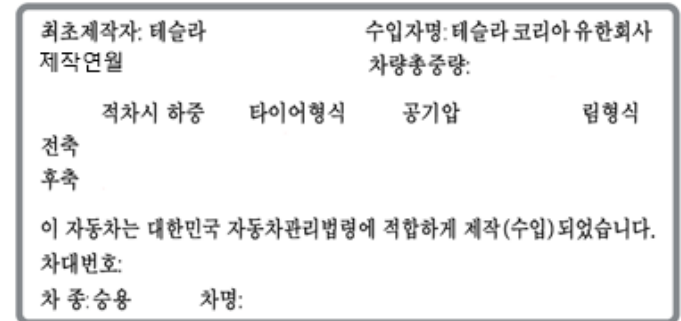 최초제작자: 테슬라 수입자명: 테슬라 코리아 유한회사
제작연월 차량총중량:
적차시 하중 타이어형식 공기압 림형식
전축
후축
이 자동차는 대한민국 자동차관리법령에 적합하게 제작(수입)되었습니다.
차대번호:
차 종: 승용 차명: